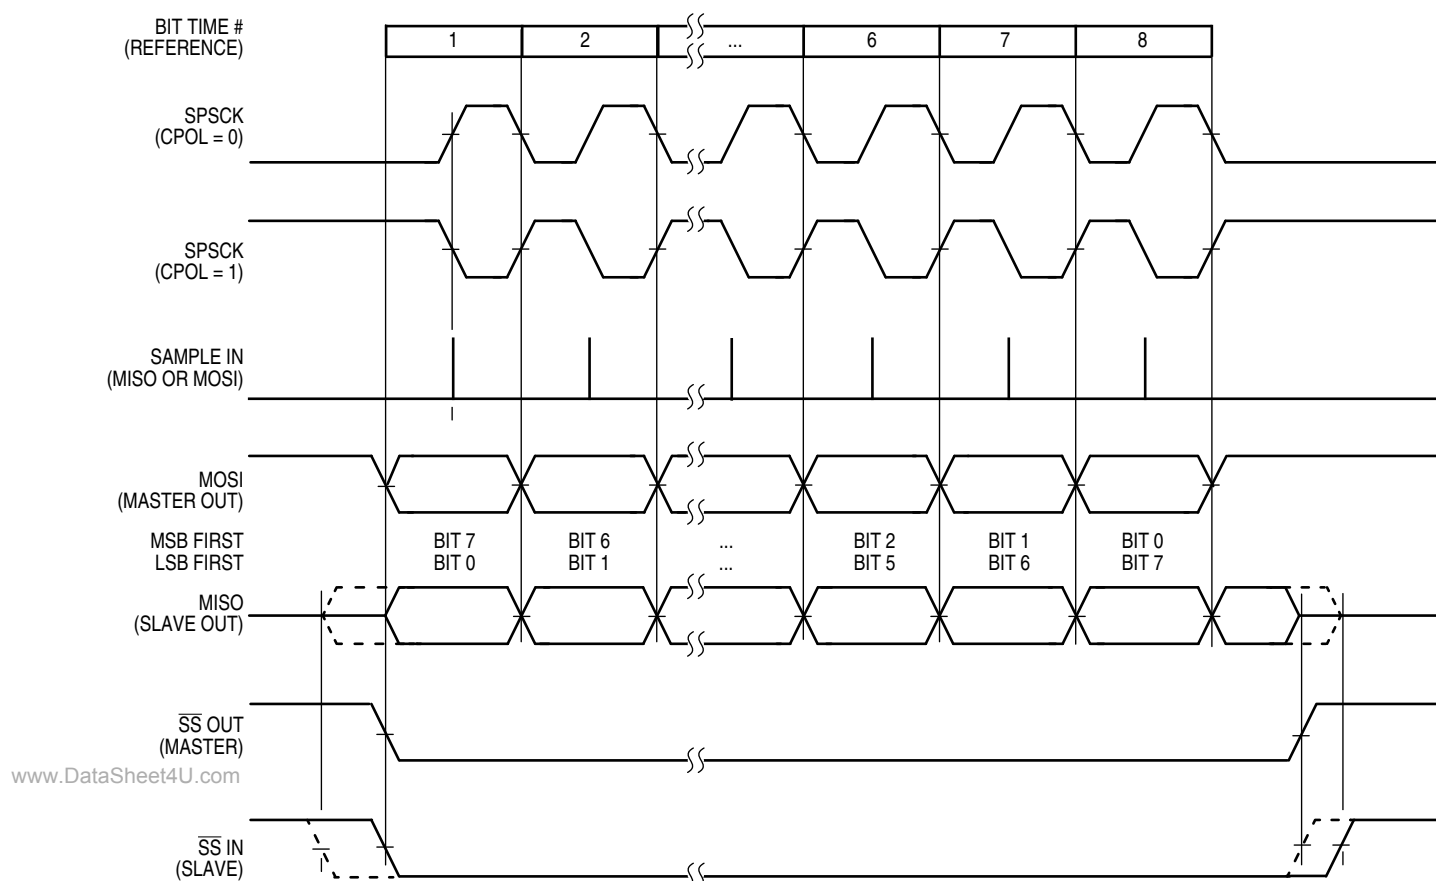 BIT TIME #
(REFERENCE)
1 2 ... 6 7 8
SPSCK
(CPOL = 0)
SPSCK
(CPOL = 1)
SAMPLE IN
(MISO OR MOSI)
MOSI
(MASTER OUT)
MSB FIRST BIT 7 BIT 6 ... BIT 2 BIT 1 BIT 0
LSB FIRST BIT 0 BIT 1 ... BIT 5 BIT 6 BIT 7
MISO
(SLAVE OUT)
S̅S̅ OUT
(MASTER)
www.DataSheet4U.com
S̅S̅ IN
(SLAVE)